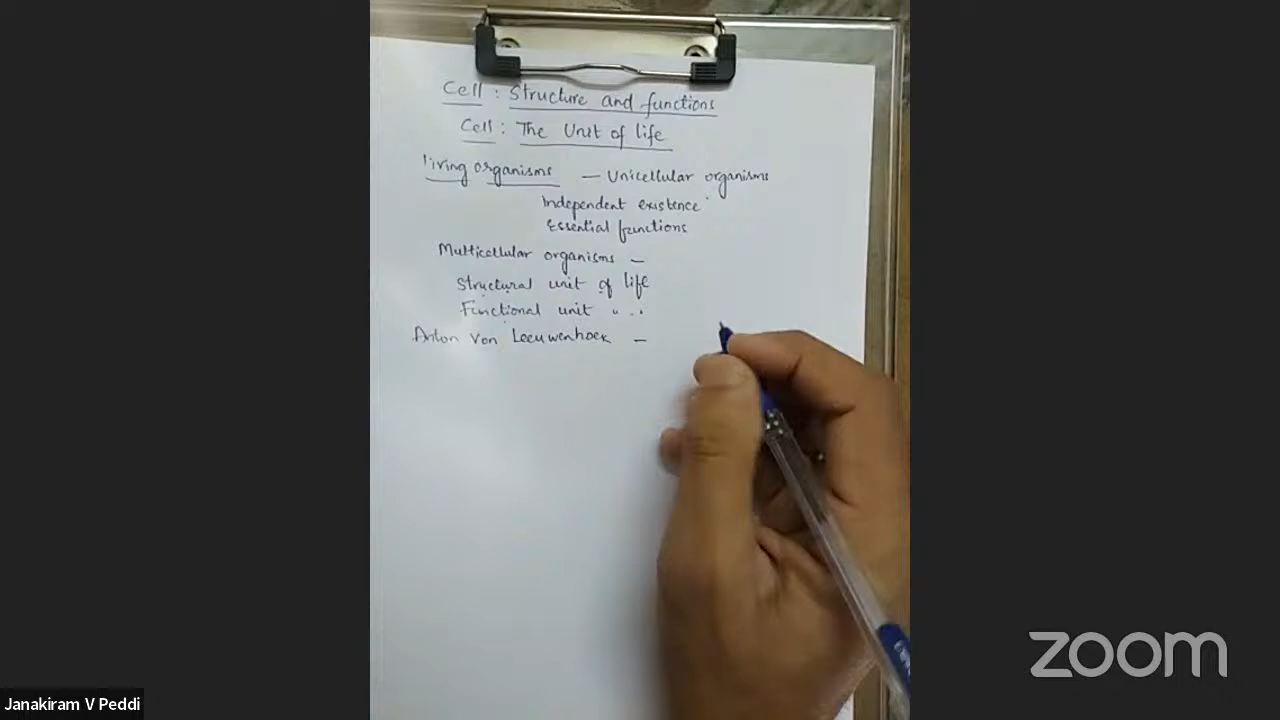 Cell : Structure and functions
Cell : The Unit of life
living organisms — Unicellular organisms
Independent existence
Essential functions
Multicellular organisms —
Structural unit of life
Functional unit " "
Anton Von Leeuwenhoek —
zoom
Janakiram V Peddi